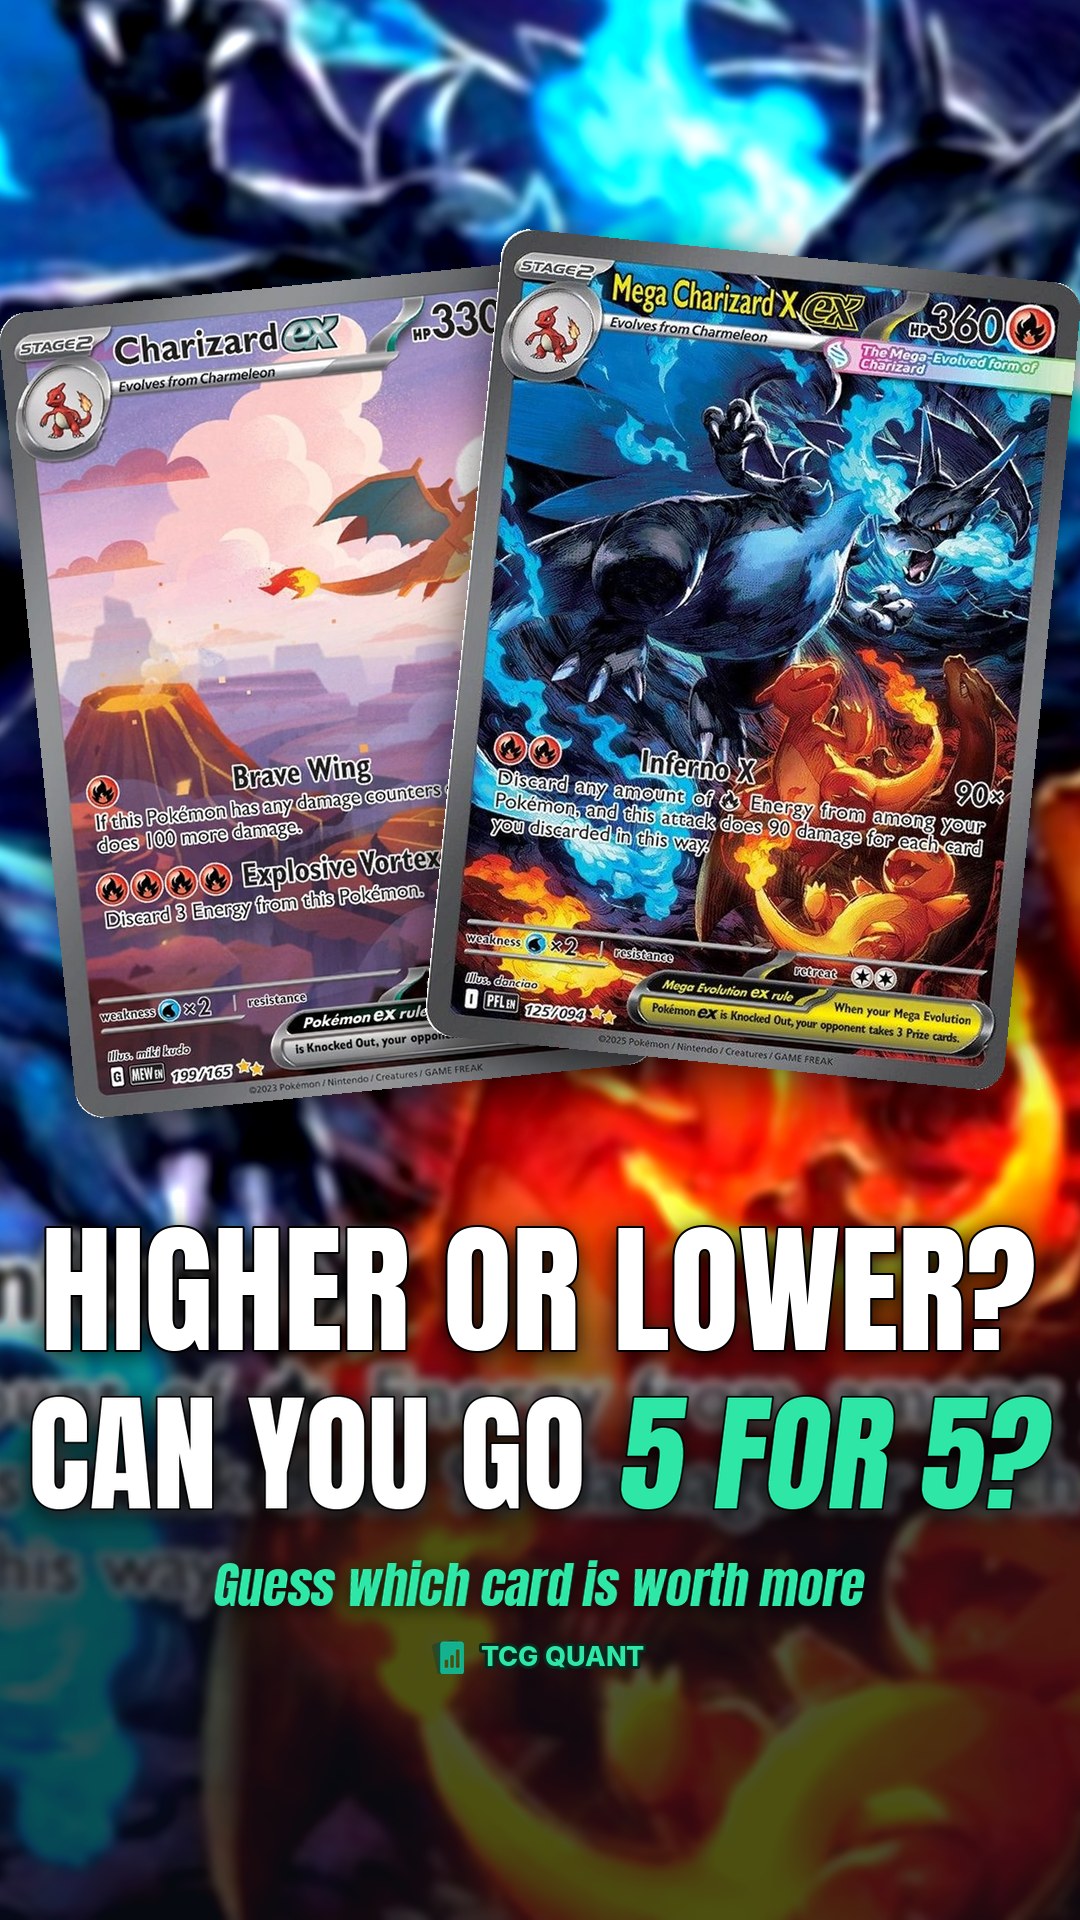 STAGE2
Charizard ex
HP 330
Evolves from Charmeleon
Brave Wing
If this Pokémon has any damage counters
does 100 more damage.
Explosive Vortex
Discard 3 Energy from this Pokémon.
weakness ×2 resistance
Pokémon ex rule
is Knocked Out, your
Illus. miki kudo
G MEW EN 199/165
©2023 Pokémon / Nintendo / Creatures / GAME FREAK
STAGE2
Mega Charizard X ex
HP 360
Evolves from Charmeleon
The Mega-Evolved form of
Charizard
Inferno X
90×
Discard any amount of Energy from among your
Pokémon, and this attack does 90 damage for each card
you discarded in this way.
weakness ×2 resistance
retreat
Illus. danciao
Mega Evolution ex rule
When your Mega Evolution
Pokémon ex is Knocked Out, your opponent takes 3 Prize cards.
I PFL EN 125/094
©2025 Pokémon / Nintendo / Creatures / GAME FREAK
HIGHER OR LOWER?
CAN YOU GO 5 FOR 5?
Guess which card is worth more
TCG QUANT